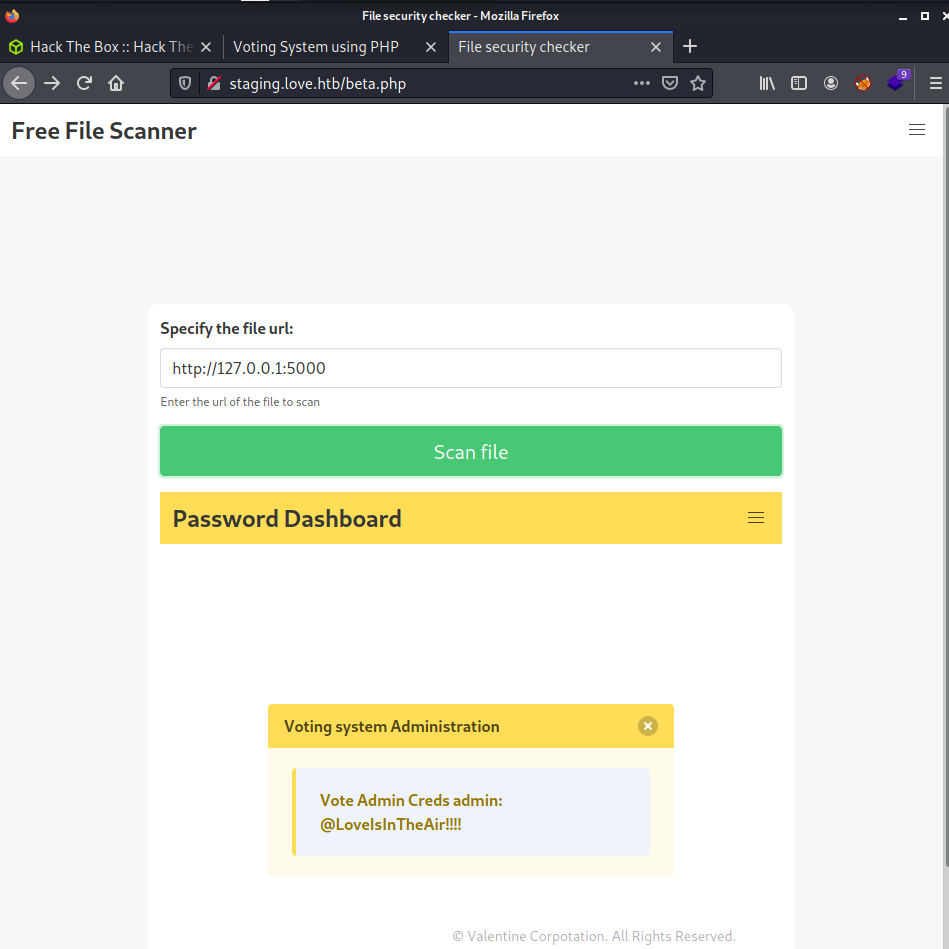 File security checker - Mozilla Firefox
Hack The Box :: Hack The
Voting System using PHP
File security checker
staging.love.htb/beta.php
9
Free File Scanner
Specify the file url:
http://127.0.0.1:5000
Enter the url of the file to scan
Scan file
Password Dashboard
Voting system Administration
Vote Admin Creds admin:
@LoveIsInTheAir!!!!
© Valentine Corpotation. All Rights Reserved.